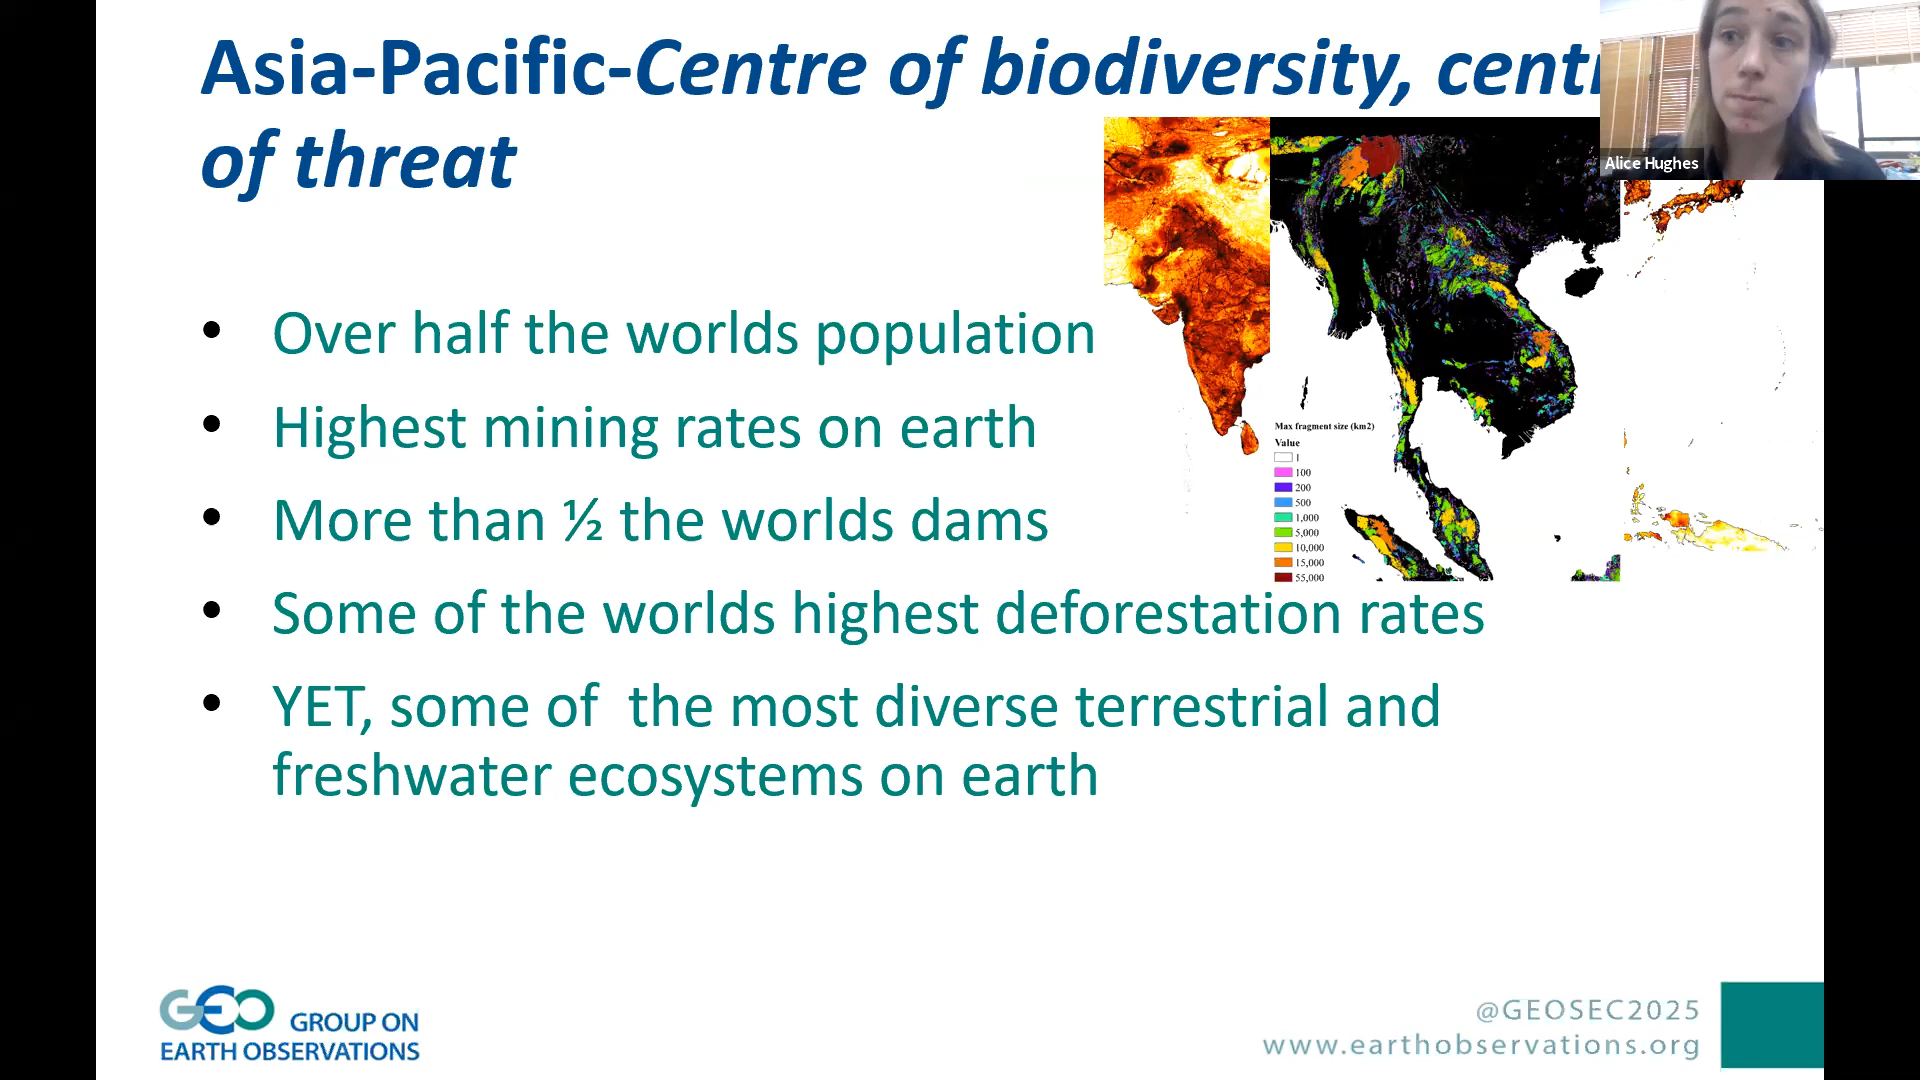 Asia-Pacific-Centre of biodiversity, cent
of threat
Alice Hughes
• Over half the worlds population
• Highest mining rates on earth
• More than ½ the worlds dams
• Some of the worlds highest deforestation rates
• YET, some of  the most diverse terrestrial and
freshwater ecosystems on earth
Max fragment size (km2)
Value
1
100
200
500
1,000
5,000
10,000
15,000
55,000
GEO GROUP ON
EARTH OBSERVATIONS
@GEOSEC2025
www.earthobservations.org